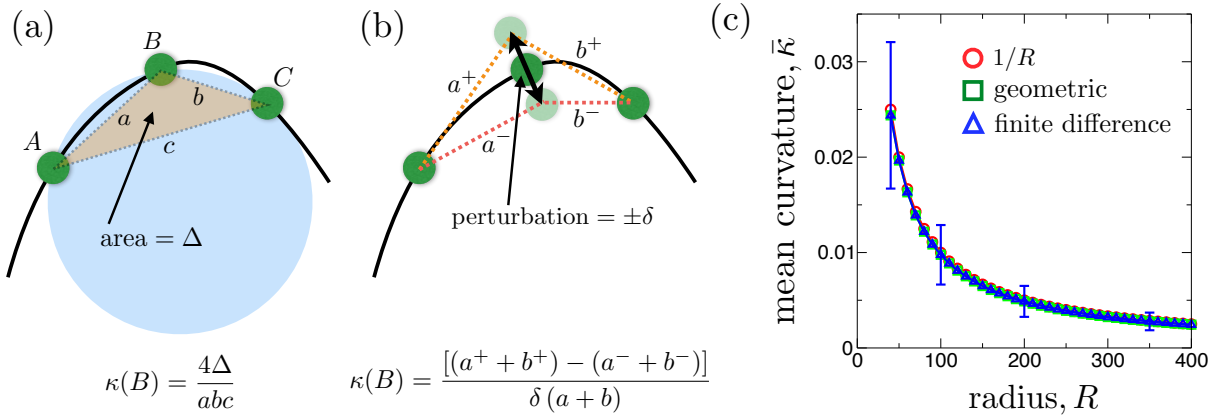 (a)
B
b
C
a
A
c
area = Δ
κ(B) = 4Δ / abc
(b)
b⁺
a⁺
b⁻
a⁻
perturbation = ±δ
κ(B) = [(a⁺ + b⁺) − (a⁻ + b⁻)] / δ (a + b)
(c)
mean curvature, κ̄
0.03
0.02
0.01
0
1/R
geometric
finite difference
0 100 200 300 400
radius, R